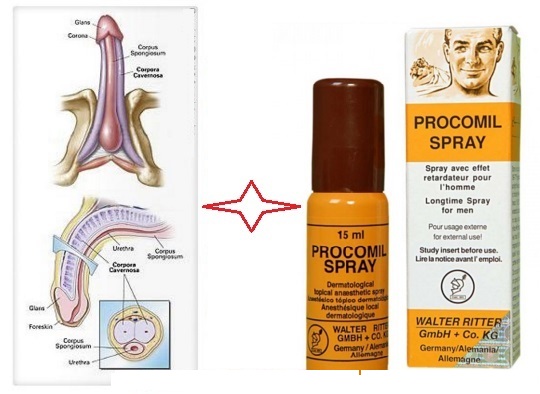 Glans
Corona
Corpus
Spongiosum
Corpora
Cavernosa
Urethra
Corpus
Spongiosum
Corpora
Cavernosa
Glans
Foreskin
Corpus
Spongiosum
Urethra
15 ml
PROCOMIL
SPRAY
Dermatological
topical anæsthetic spray
tópico
Anesthésique local
dermatologique
WALTER RITTE
GMBH + CO. KG
Germany / Alemania
Allemagne
PROCOMIL
SPRAY
Spray avec effet
retardateur pour
l'homme
Longtime Spray
for men
Pour usage externe
for external use!
Study insert before use.
Lire la notice avant l' emploi.
WALTER RITTER
GmbH + Co. KG
Germany/Alemania/
Allemagne